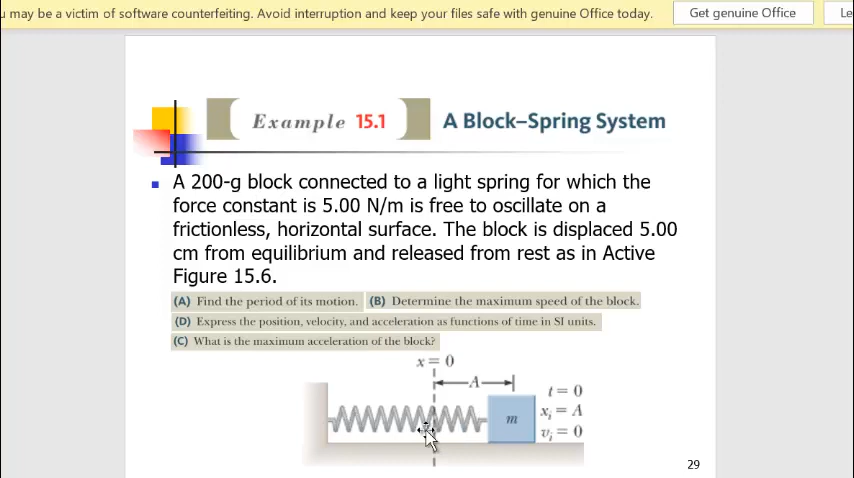 u may be a victim of software counterfeiting. Avoid interruption and keep your files safe with genuine Office today.
Get genuine Office
Le
Example 15.1 A Block–Spring System
A 200-g block connected to a light spring for which the
force constant is 5.00 N/m is free to oscillate on a
frictionless, horizontal surface. The block is displaced 5.00
cm from equilibrium and released from rest as in Active
Figure 15.6.
(A) Find the period of its motion. (B) Determine the maximum speed of the block.
(D) Express the position, velocity, and acceleration as functions of time in SI units.
(C) What is the maximum acceleration of the block?
x = 0
A
t = 0
m
xᵢ = A
vᵢ = 0
29